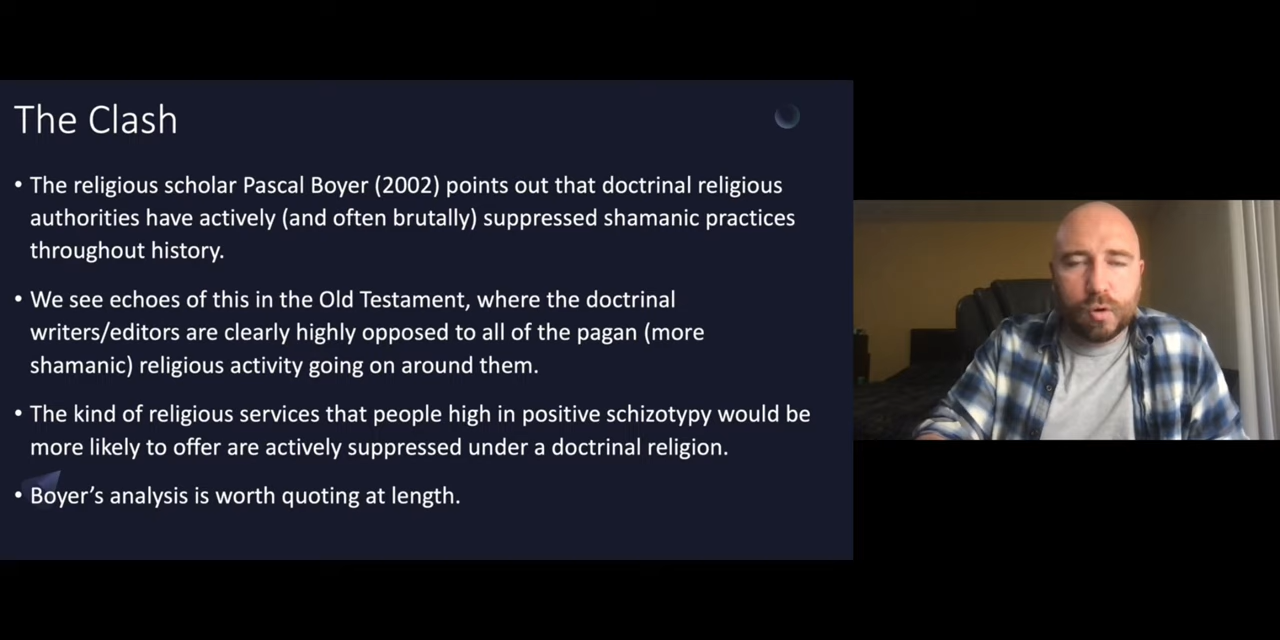 The Clash
• The religious scholar Pascal Boyer (2002) points out that doctrinal religious
authorities have actively (and often brutally) suppressed shamanic practices
throughout history.
• We see echoes of this in the Old Testament, where the doctrinal
writers/editors are clearly highly opposed to all of the pagan (more
shamanic) religious activity going on around them.
• The kind of religious services that people high in positive schizotypy would be
more likely to offer are actively suppressed under a doctrinal religion.
• Boyer’s analysis is worth quoting at length.